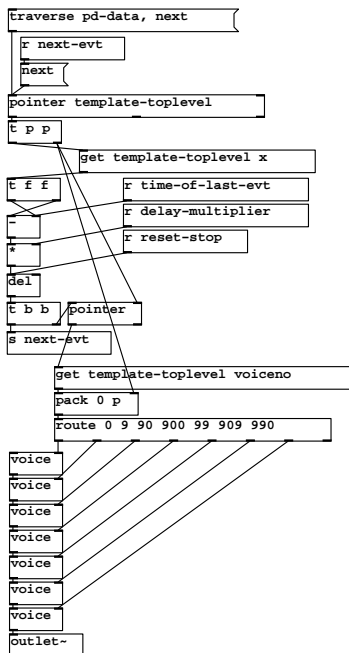 traverse pd-data, next
r next-evt
next
pointer template-toplevel
t p p
get template-toplevel x
t f f
r time-of-last-evt
-
r delay-multiplier
*
r reset-stop
del
t b b
pointer
s next-evt
get template-toplevel voiceno
pack 0 p
route 0 9 90 900 99 909 990
voice
voice
voice
voice
voice
voice
voice
outlet~